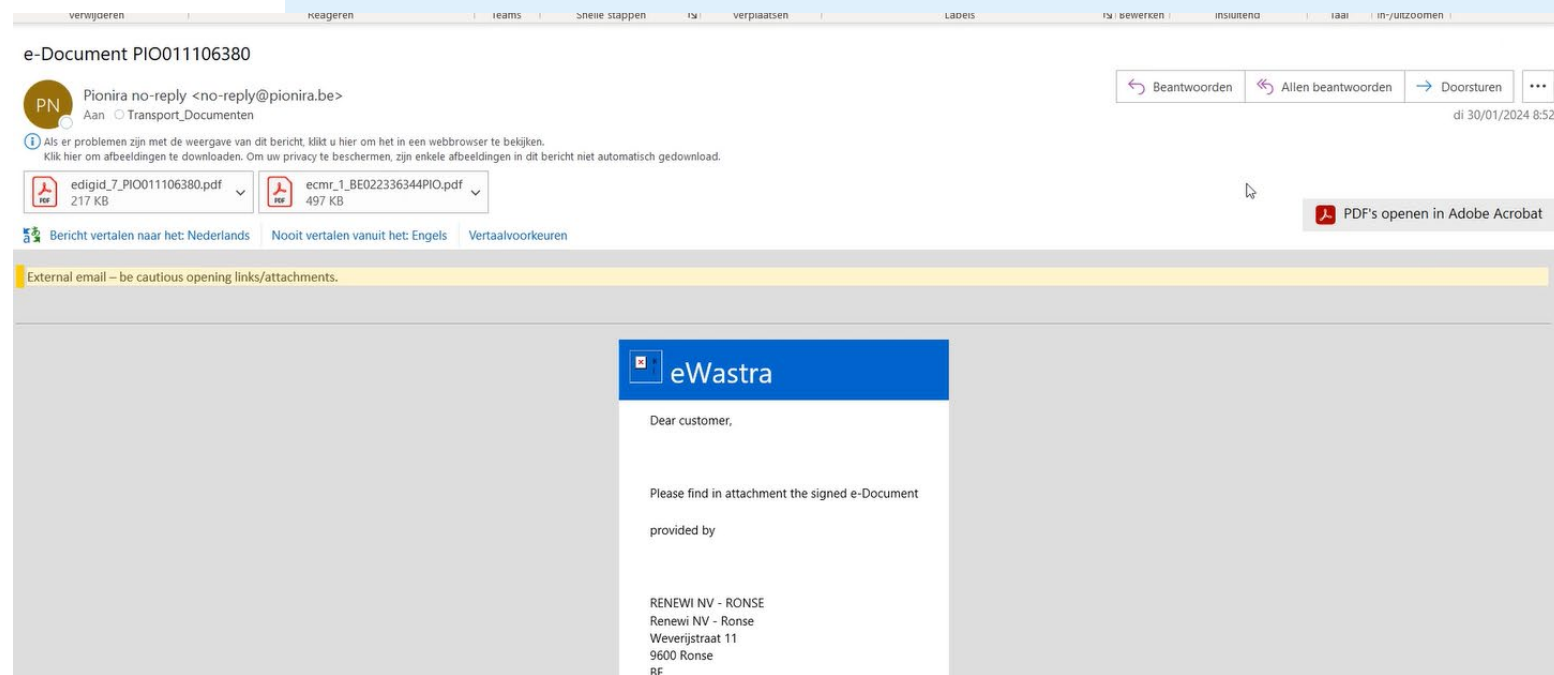 Verwijderen Reageren Teams Snelle stappen Verplaatsen Labels Bewerken Insluitend Taal In-/uitzoomen
e-Document PIO011106380
PN
Pionira no-reply <no-reply@pionira.be>
Aan Transport_Documenten
Beantwoorden Allen beantwoorden Doorsturen ...
di 30/01/2024 8:52
Als er problemen zijn met de weergave van dit bericht, klikt u hier om het in een webbrowser te bekijken.
Klik hier om afbeeldingen te downloaden. Om uw privacy te beschermen, zijn enkele afbeeldingen in dit bericht niet automatisch gedownload.
PDF
edigid_7_PIO011106380.pdf
217 KB
PDF
ecmr_1_BE022336344PIO.pdf
497 KB
PDF's openen in Adobe Acrobat
Bericht vertalen naar het: Nederlands Nooit vertalen vanuit het: Engels Vertaalvoorkeuren
External email – be cautious opening links/attachments.
eWastra
Dear customer,
Please find in attachment the signed e-Document
provided by
RENEWI NV - RONSE
Renewi NV - Ronse
Weverijstraat 11
9600 Ronse
BE